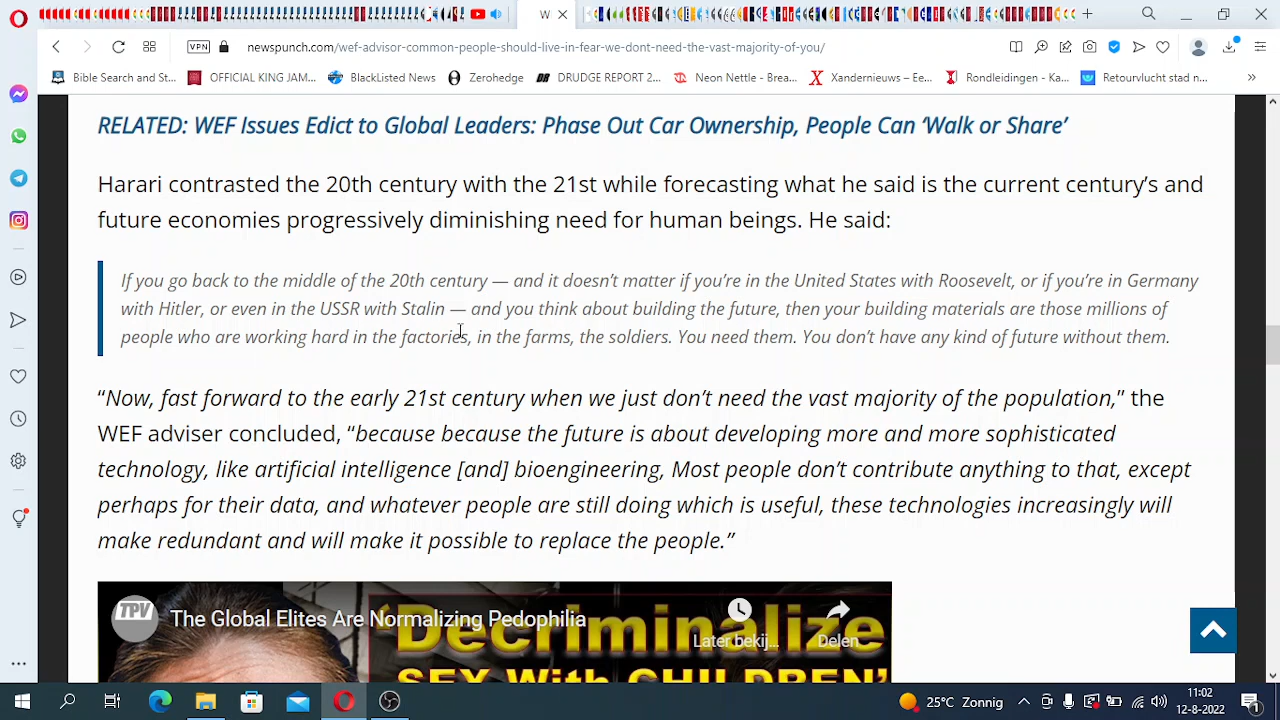 W
VPN
newspunch.com/wef-advisor-common-people-should-live-in-fear-we-dont-need-the-vast-majority-of-you/
Bible Search and St... OFFICIAL KING JAM... BlackListed News Zerohedge DRUDGE REPORT 2... Neon Nettle - Brea... Xandernieuws – Ee... Rondleidingen - Ka... Retourvlucht stad n... »
RELATED: WEF Issues Edict to Global Leaders: Phase Out Car Ownership, People Can ‘Walk or Share’
Harari contrasted the 20th century with the 21st while forecasting what he said is the current century’s and
future economies progressively diminishing need for human beings. He said:
If you go back to the middle of the 20th century — and it doesn’t matter if you’re in the United States with Roosevelt, or if you’re in Germany
with Hitler, or even in the USSR with Stalin — and you think about building the future, then your building materials are those millions of
people who are working hard in the factories, in the farms, the soldiers. You need them. You don’t have any kind of future without them.
“Now, fast forward to the early 21st century when we just don’t need the vast majority of the population,” the
WEF adviser concluded, “because because the future is about developing more and more sophisticated
technology, like artificial intelligence [and] bioengineering, Most people don’t contribute anything to that, except
perhaps for their data, and whatever people are still doing which is useful, these technologies increasingly will
make redundant and will make it possible to replace the people.”
TPV
The Global Elites Are Normalizing Pedophilia
Later bekij... Delen
‘Decriminalize
SEX With CHILDREN’
25°C Zonnig
11:02
12-8-2022